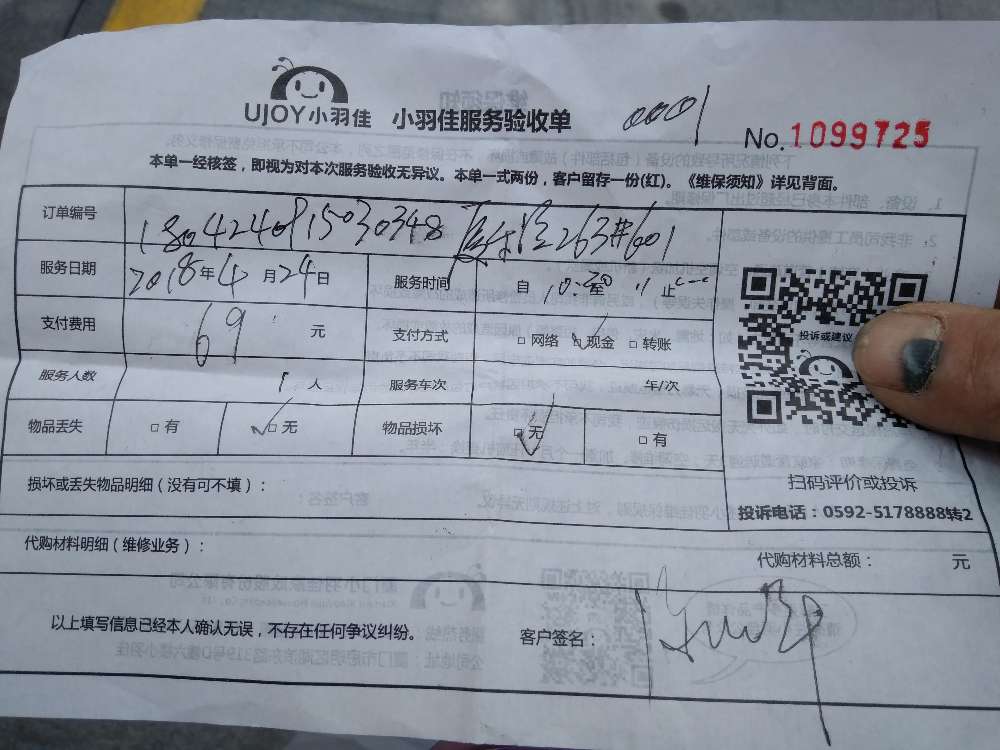 UJOY小羽佳 小羽佳服务验收单 0001 No.1099725
本单一经核签，即视为对本次服务验收无异议。本单一式两份，客户留存一份(红)。《维保须知》详见背面。
订单编号 180424091503034８ 263#601
服务日期 2018年4月24日 服务时间 自 至 止
支付费用 69 元 支付方式 □网络 □现金 □转账
服务人数 1人 服务车次 年/次
物品丢失 □有 □无 物品损坏 □无 □有
投诉或建议
损坏或丢失物品明细（没有可不填）：
扫码评价或投诉
投诉电话：0592-5178888转2
代购材料明细（维修业务）：
代购材料总额： 元
以上填写信息已经本人确认无误，不存在任何争议纠纷。 客户签名：